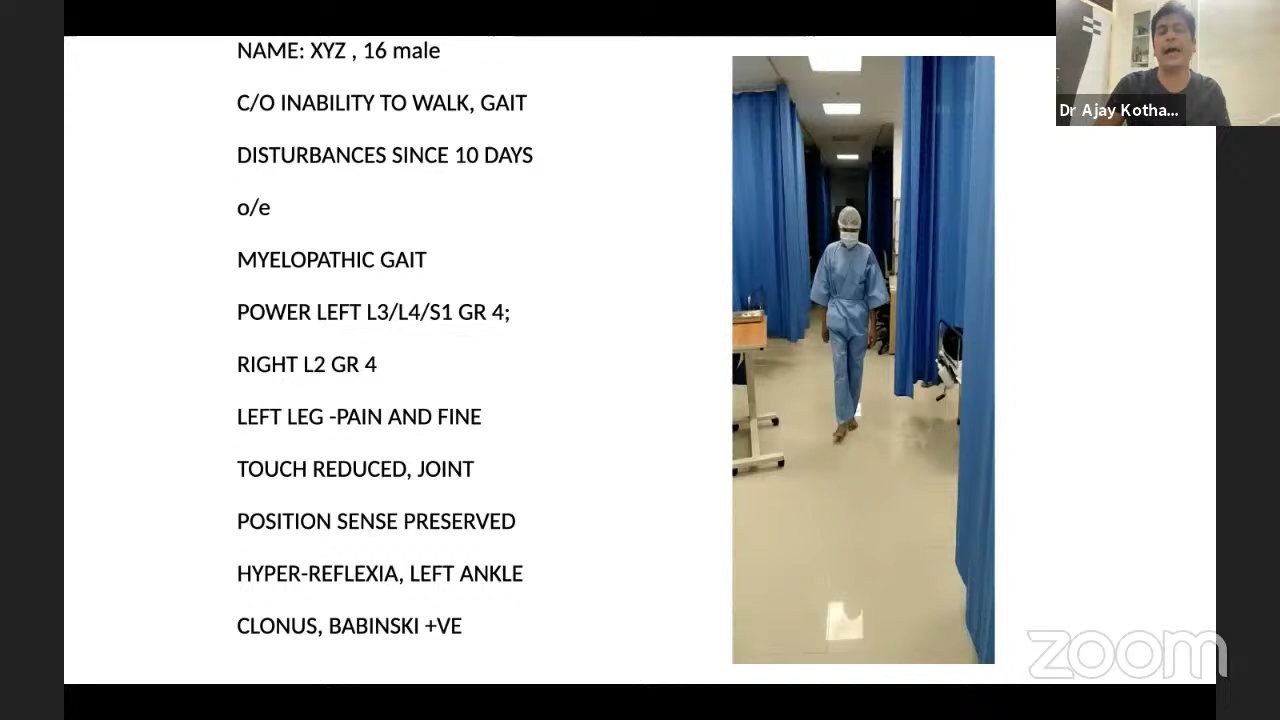 NAME: XYZ , 16 male
C/O INABILITY TO WALK, GAIT
DISTURBANCES SINCE 10 DAYS
o/e
MYELOPATHIC GAIT
POWER LEFT L3/L4/S1 GR 4;
RIGHT L2 GR 4
LEFT LEG -PAIN AND FINE
TOUCH REDUCED, JOINT
POSITION SENSE PRESERVED
HYPER-REFLEXIA, LEFT ANKLE
CLONUS, BABINSKI +VE
Dr Ajay Kotha...
zoom